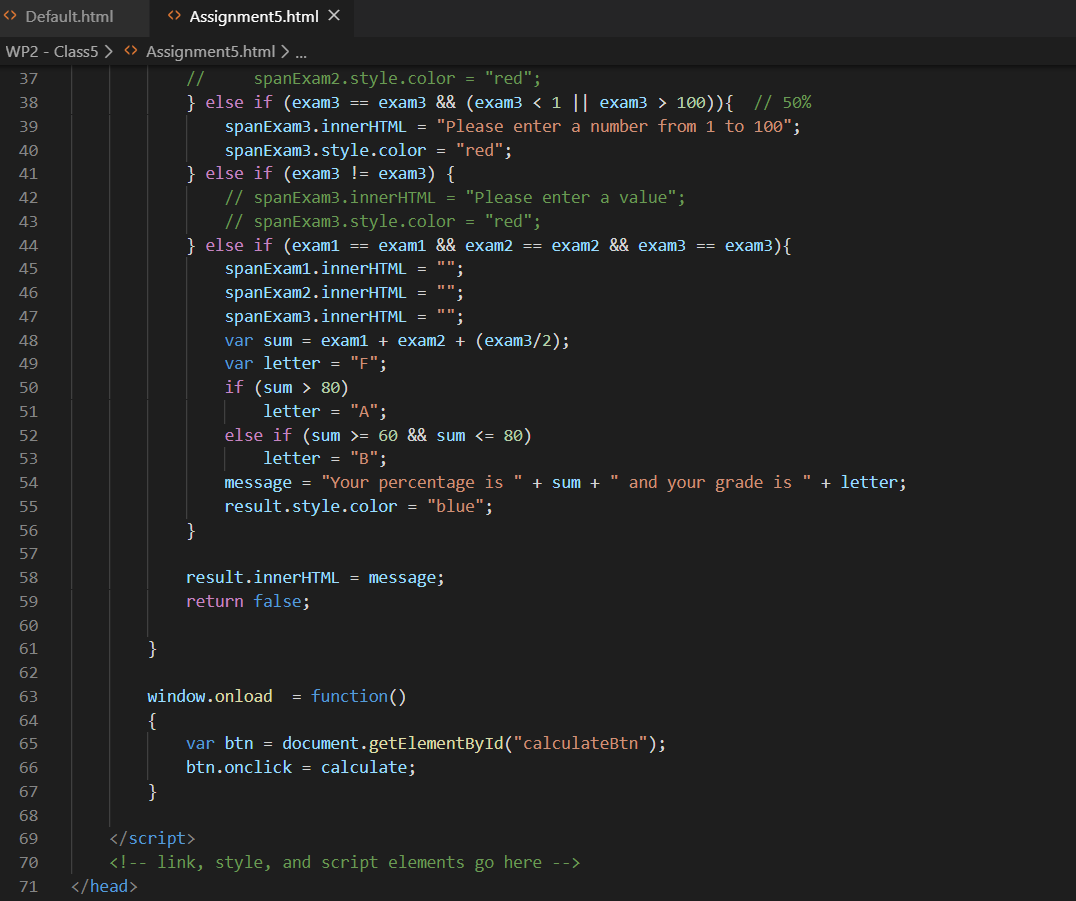 Default.html Assignment5.html
WP2 - Class5 > Assignment5.html > ...
37 //     spanExam2.style.color = "red";
38 } else if (exam3 == exam3 && (exam3 < 1 || exam3 > 100)){  // 50%
39 spanExam3.innerHTML = "Please enter a number from 1 to 100";
40 spanExam3.style.color = "red";
41 } else if (exam3 != exam3) {
42 // spanExam3.innerHTML = "Please enter a value";
43 // spanExam3.style.color = "red";
44 } else if (exam1 == exam1 && exam2 == exam2 && exam3 == exam3){
45 spanExam1.innerHTML = "";
46 spanExam2.innerHTML = "";
47 spanExam3.innerHTML = "";
48 var sum = exam1 + exam2 + (exam3/2);
49 var letter = "F";
50 if (sum > 80)
51 letter = "A";
52 else if (sum >= 60 && sum <= 80)
53 letter = "B";
54 message = "Your percentage is " + sum + " and your grade is " + letter;
55 result.style.color = "blue";
56 }
57
58 result.innerHTML = message;
59 return false;
60
61 }
62
63 window.onload  = function()
64 {
65 var btn = document.getElementById("calculateBtn");
66 btn.onclick = calculate;
67 }
68
69 </script>
70 <!-- link, style, and script elements go here -->
71 </head>